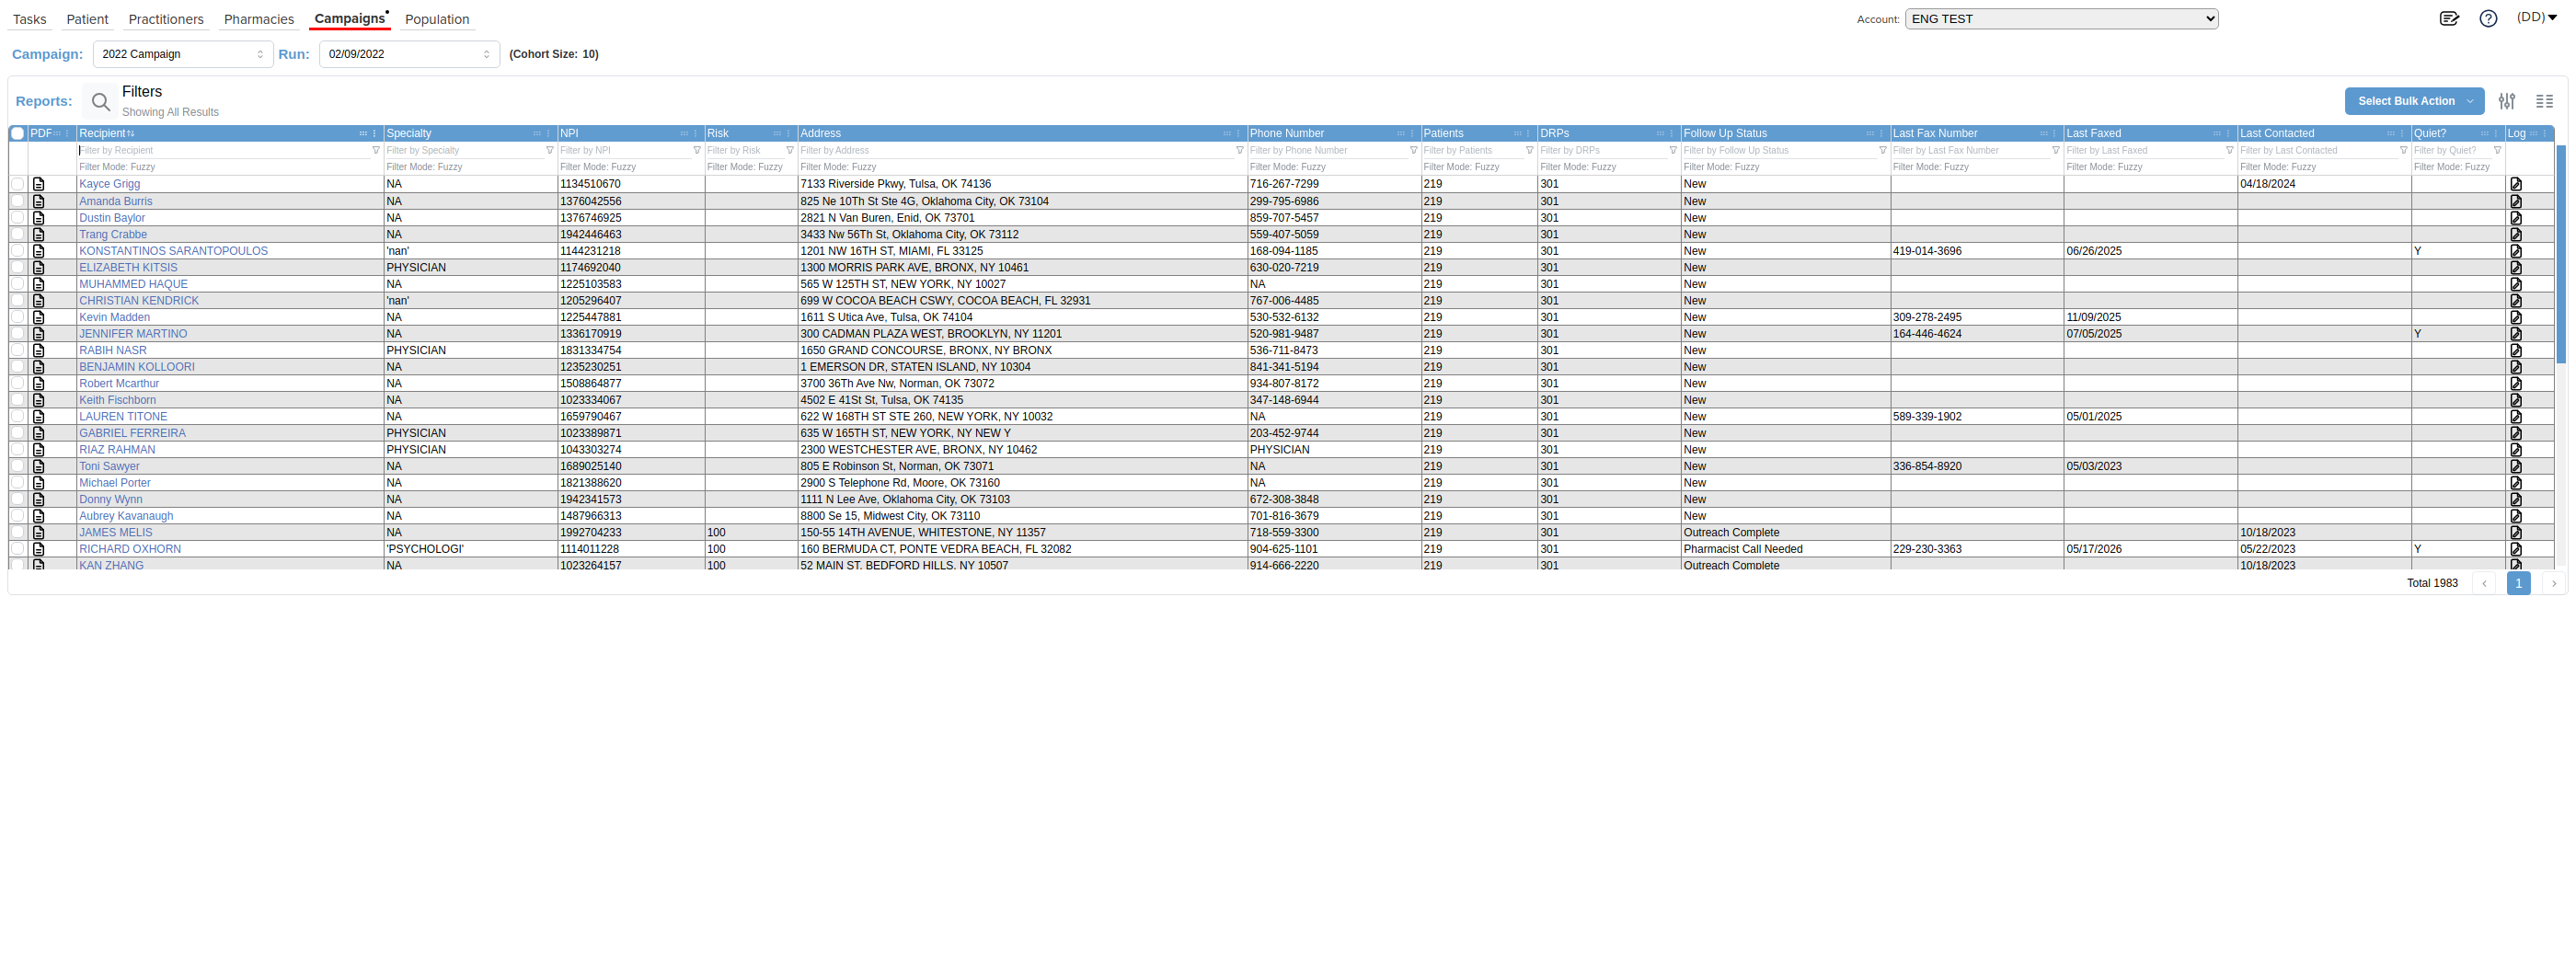 Tasks Patient Practitioners Pharmacies Campaigns Population Account: ENG TEST (DD)
Campaign: 2022 Campaign Run: 02/09/2022 (Cohort Size: 10)
Reports: Filters
Showing All Results
Select Bulk Action
PDF Recipient Specialty NPI Risk Address Phone Number Patients DRPs Follow Up Status Last Fax Number Last Faxed Last Contacted Quiet? Log
Filter by Recipient Filter by Specialty Filter by NPI Filter by Risk Filter by Address Filter by Phone Number Filter by Patients Filter by DRPs Filter by Follow Up Status Filter by Last Fax Number Filter by Last Faxed Filter by Last Contacted Filter by Quiet?
Filter Mode: Fuzzy Filter Mode: Fuzzy Filter Mode: Fuzzy Filter Mode: Fuzzy Filter Mode: Fuzzy Filter Mode: Fuzzy Filter Mode: Fuzzy Filter Mode: Fuzzy Filter Mode: Fuzzy Filter Mode: Fuzzy Filter Mode: Fuzzy Filter Mode: Fuzzy Filter Mode: Fuzzy
Kayce Grigg NA 1134510670 7133 Riverside Pkwy, Tulsa, OK 74136 716-267-7299 219 301 New 04/18/2024
Amanda Burris NA 1376042556 825 Ne 10Th St Ste 4G, Oklahoma City, OK 73104 299-795-6986 219 301 New
Dustin Baylor NA 1376746925 2821 N Van Buren, Enid, OK 73701 859-707-5457 219 301 New
Trang Crabbe NA 1942446463 3433 Nw 56Th St, Oklahoma City, OK 73112 559-407-5059 219 301 New
KONSTANTINOS SARANTOPOULOS 'nan' 1144231218 1201 NW 16TH ST, MIAMI, FL 33125 168-094-1185 219 301 New 419-014-3696 06/26/2025 Y
ELIZABETH KITSIS PHYSICIAN 1174692040 1300 MORRIS PARK AVE, BRONX, NY 10461 630-020-7219 219 301 New
MUHAMMED HAQUE NA 1225103583 565 W 125TH ST, NEW YORK, NY 10027 NA 219 301 New
CHRISTIAN KENDRICK 'nan' 1205296407 699 W COCOA BEACH CSWY, COCOA BEACH, FL 32931 767-006-4485 219 301 New
Kevin Madden NA 1225447881 1611 S Utica Ave, Tulsa, OK 74104 530-532-6132 219 301 New 309-278-2495 11/09/2025
JENNIFER MARTINO NA 1336170919 300 CADMAN PLAZA WEST, BROOKLYN, NY 11201 520-981-9487 219 301 New 164-446-4624 07/05/2025 Y
RABIH NASR PHYSICIAN 1831334754 1650 GRAND CONCOURSE, BRONX, NY BRONX 536-711-8473 219 301 New
BENJAMIN KOLLOORI NA 1235230251 1 EMERSON DR, STATEN ISLAND, NY 10304 841-341-5194 219 301 New
Robert Mcarthur NA 1508864877 3700 36Th Ave Nw, Norman, OK 73072 934-807-8172 219 301 New
Keith Fischborn NA 1023334067 4502 E 41St St, Tulsa, OK 74135 347-148-6944 219 301 New
LAUREN TITONE NA 1659790467 622 W 168TH ST STE 260, NEW YORK, NY 10032 NA 219 301 New 589-339-1902 05/01/2025
GABRIEL FERREIRA PHYSICIAN 1023389871 635 W 165TH ST, NEW YORK, NY NEW Y 203-452-9744 219 301 New
RIAZ RAHMAN PHYSICIAN 1043303274 2300 WESTCHESTER AVE, BRONX, NY 10462 PHYSICIAN 219 301 New
Toni Sawyer NA 1689025140 805 E Robinson St, Norman, OK 73071 NA 219 301 New 336-854-8920 05/03/2023
Michael Porter NA 1821388620 2900 S Telephone Rd, Moore, OK 73160 NA 219 301 New
Donny Wynn NA 1942341573 1111 N Lee Ave, Oklahoma City, OK 73103 672-308-3848 219 301 New
Aubrey Kavanaugh NA 1487966313 8800 Se 15, Midwest City, OK 73110 701-816-3679 219 301 New
JAMES MELIS NA 1992704233 100 150-55 14TH AVENUE, WHITESTONE, NY 11357 718-559-3300 219 301 Outreach Complete 10/18/2023
RICHARD OXHORN 'PSYCHOLOGI' 1114011228 100 160 BERMUDA CT, PONTE VEDRA BEACH, FL 32082 904-625-1101 219 301 Pharmacist Call Needed 229-230-3363 05/17/2026 05/22/2023 Y
KAN ZHANG NA 1023264157 100 52 MAIN ST, BEDFORD HILLS, NY 10507 914-666-2220 219 301 Outreach Complete 10/18/2023
Total 1983 1